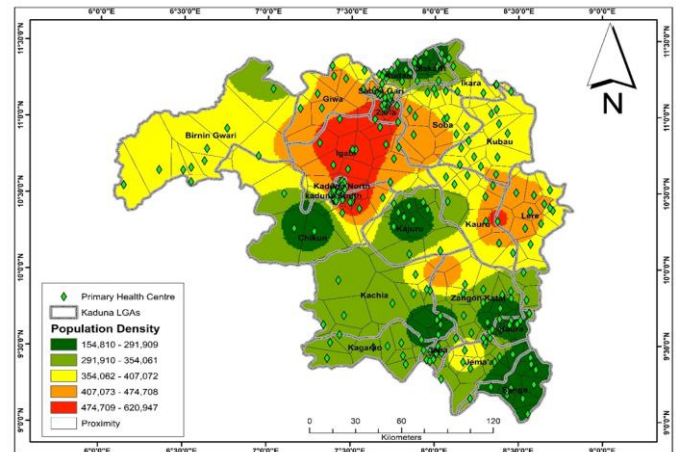 6°0'0"E 7°0'0"E 7°30'0"E 8°0'0"E 8°30'0"E 9°0'0"E
N
Ikara
Sabon Gari
Giwa
Zaria
Soba
Birnin Gwari
Kubau
Igabi
Kaduna North
Kaduna South
Lere
Kauru
Chikun
Kajuru
Kachia
Zangon Kataf
Kagarko
Jema'a
Primary Health Centre
Kaduna LGAs
Population Density
154,810 - 291,909
291,910 - 354,061
354,062 - 407,072
407,073 - 474,708
474,709 - 620,947
Proximity
0 30 60 90 120
Kilometers
6°0'0"E 6°30'0"E 7°0'0"E 7°30'0"E 8°0'0"E 8°30'0"E 9°0'0"E